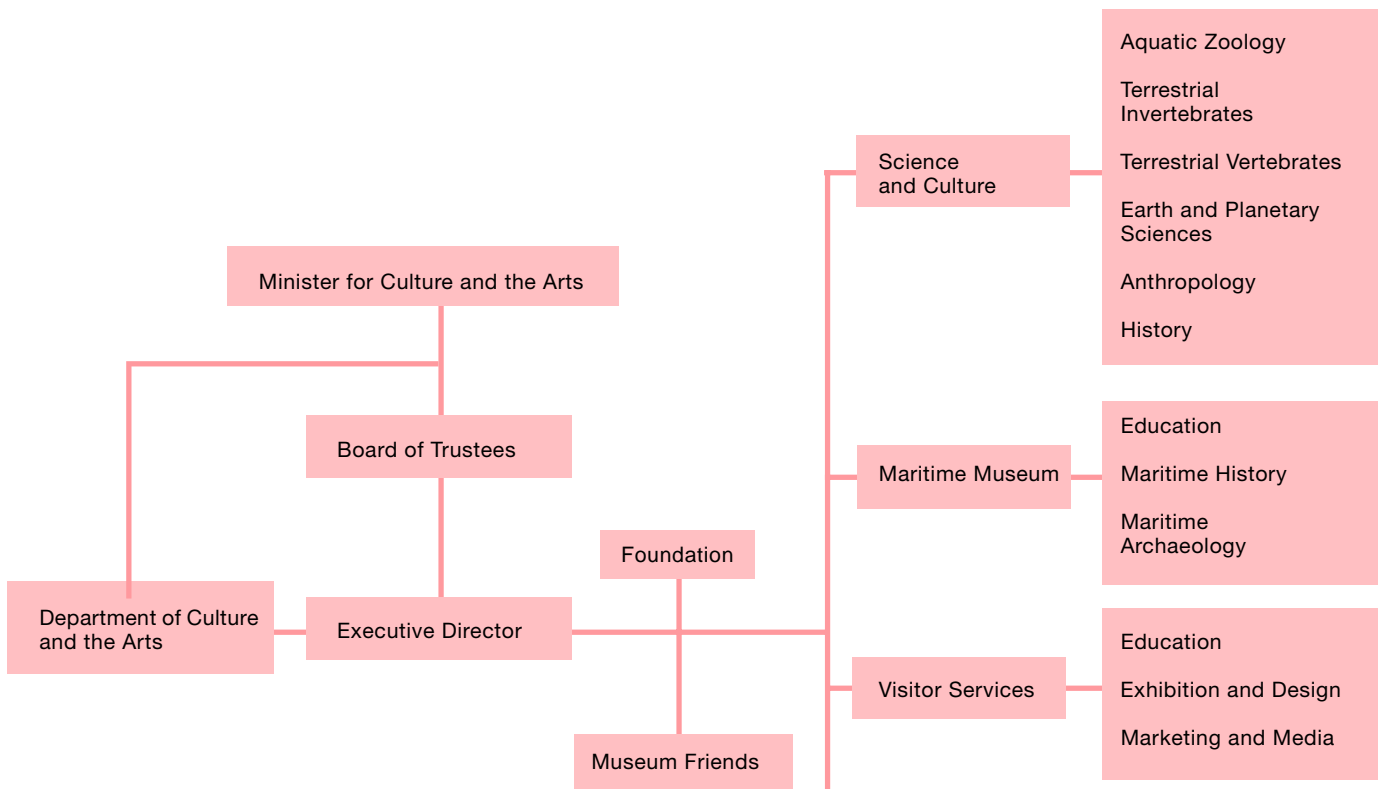 Minister for Culture and the Arts
Board of Trustees
Department of Culture
and the Arts
Executive Director
Foundation
Museum Friends
Science
and Culture
Aquatic Zoology
Terrestrial
Invertebrates
Terrestrial Vertebrates
Earth and Planetary
Sciences
Anthropology
History
Maritime Museum
Education
Maritime History
Maritime
Archaeology
Visitor Services
Education
Exhibition and Design
Marketing and Media